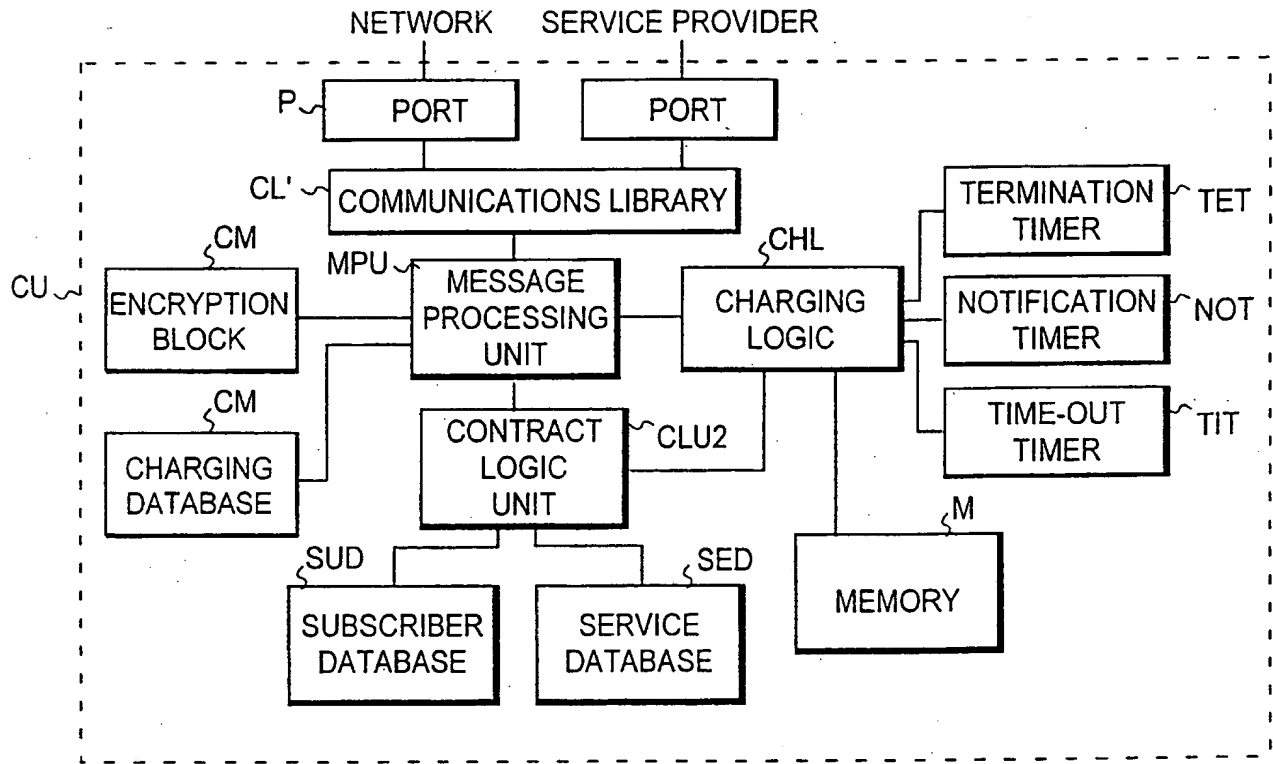 NETWORK
SERVICE PROVIDER
P
PORT
PORT
CL'
COMMUNICATIONS LIBRARY
TERMINATION
TIMER
TET
CM
MPU
CHL
CU
ENCRYPTION
BLOCK
MESSAGE
PROCESSING
UNIT
CHARGING
LOGIC
NOTIFICATION
TIMER
NOT
CM
CHARGING
DATABASE
CONTRACT
LOGIC
UNIT
CLU2
TIME-OUT
TIMER
TIT
SUD
SUBSCRIBER
DATABASE
SED
SERVICE
DATABASE
M
MEMORY